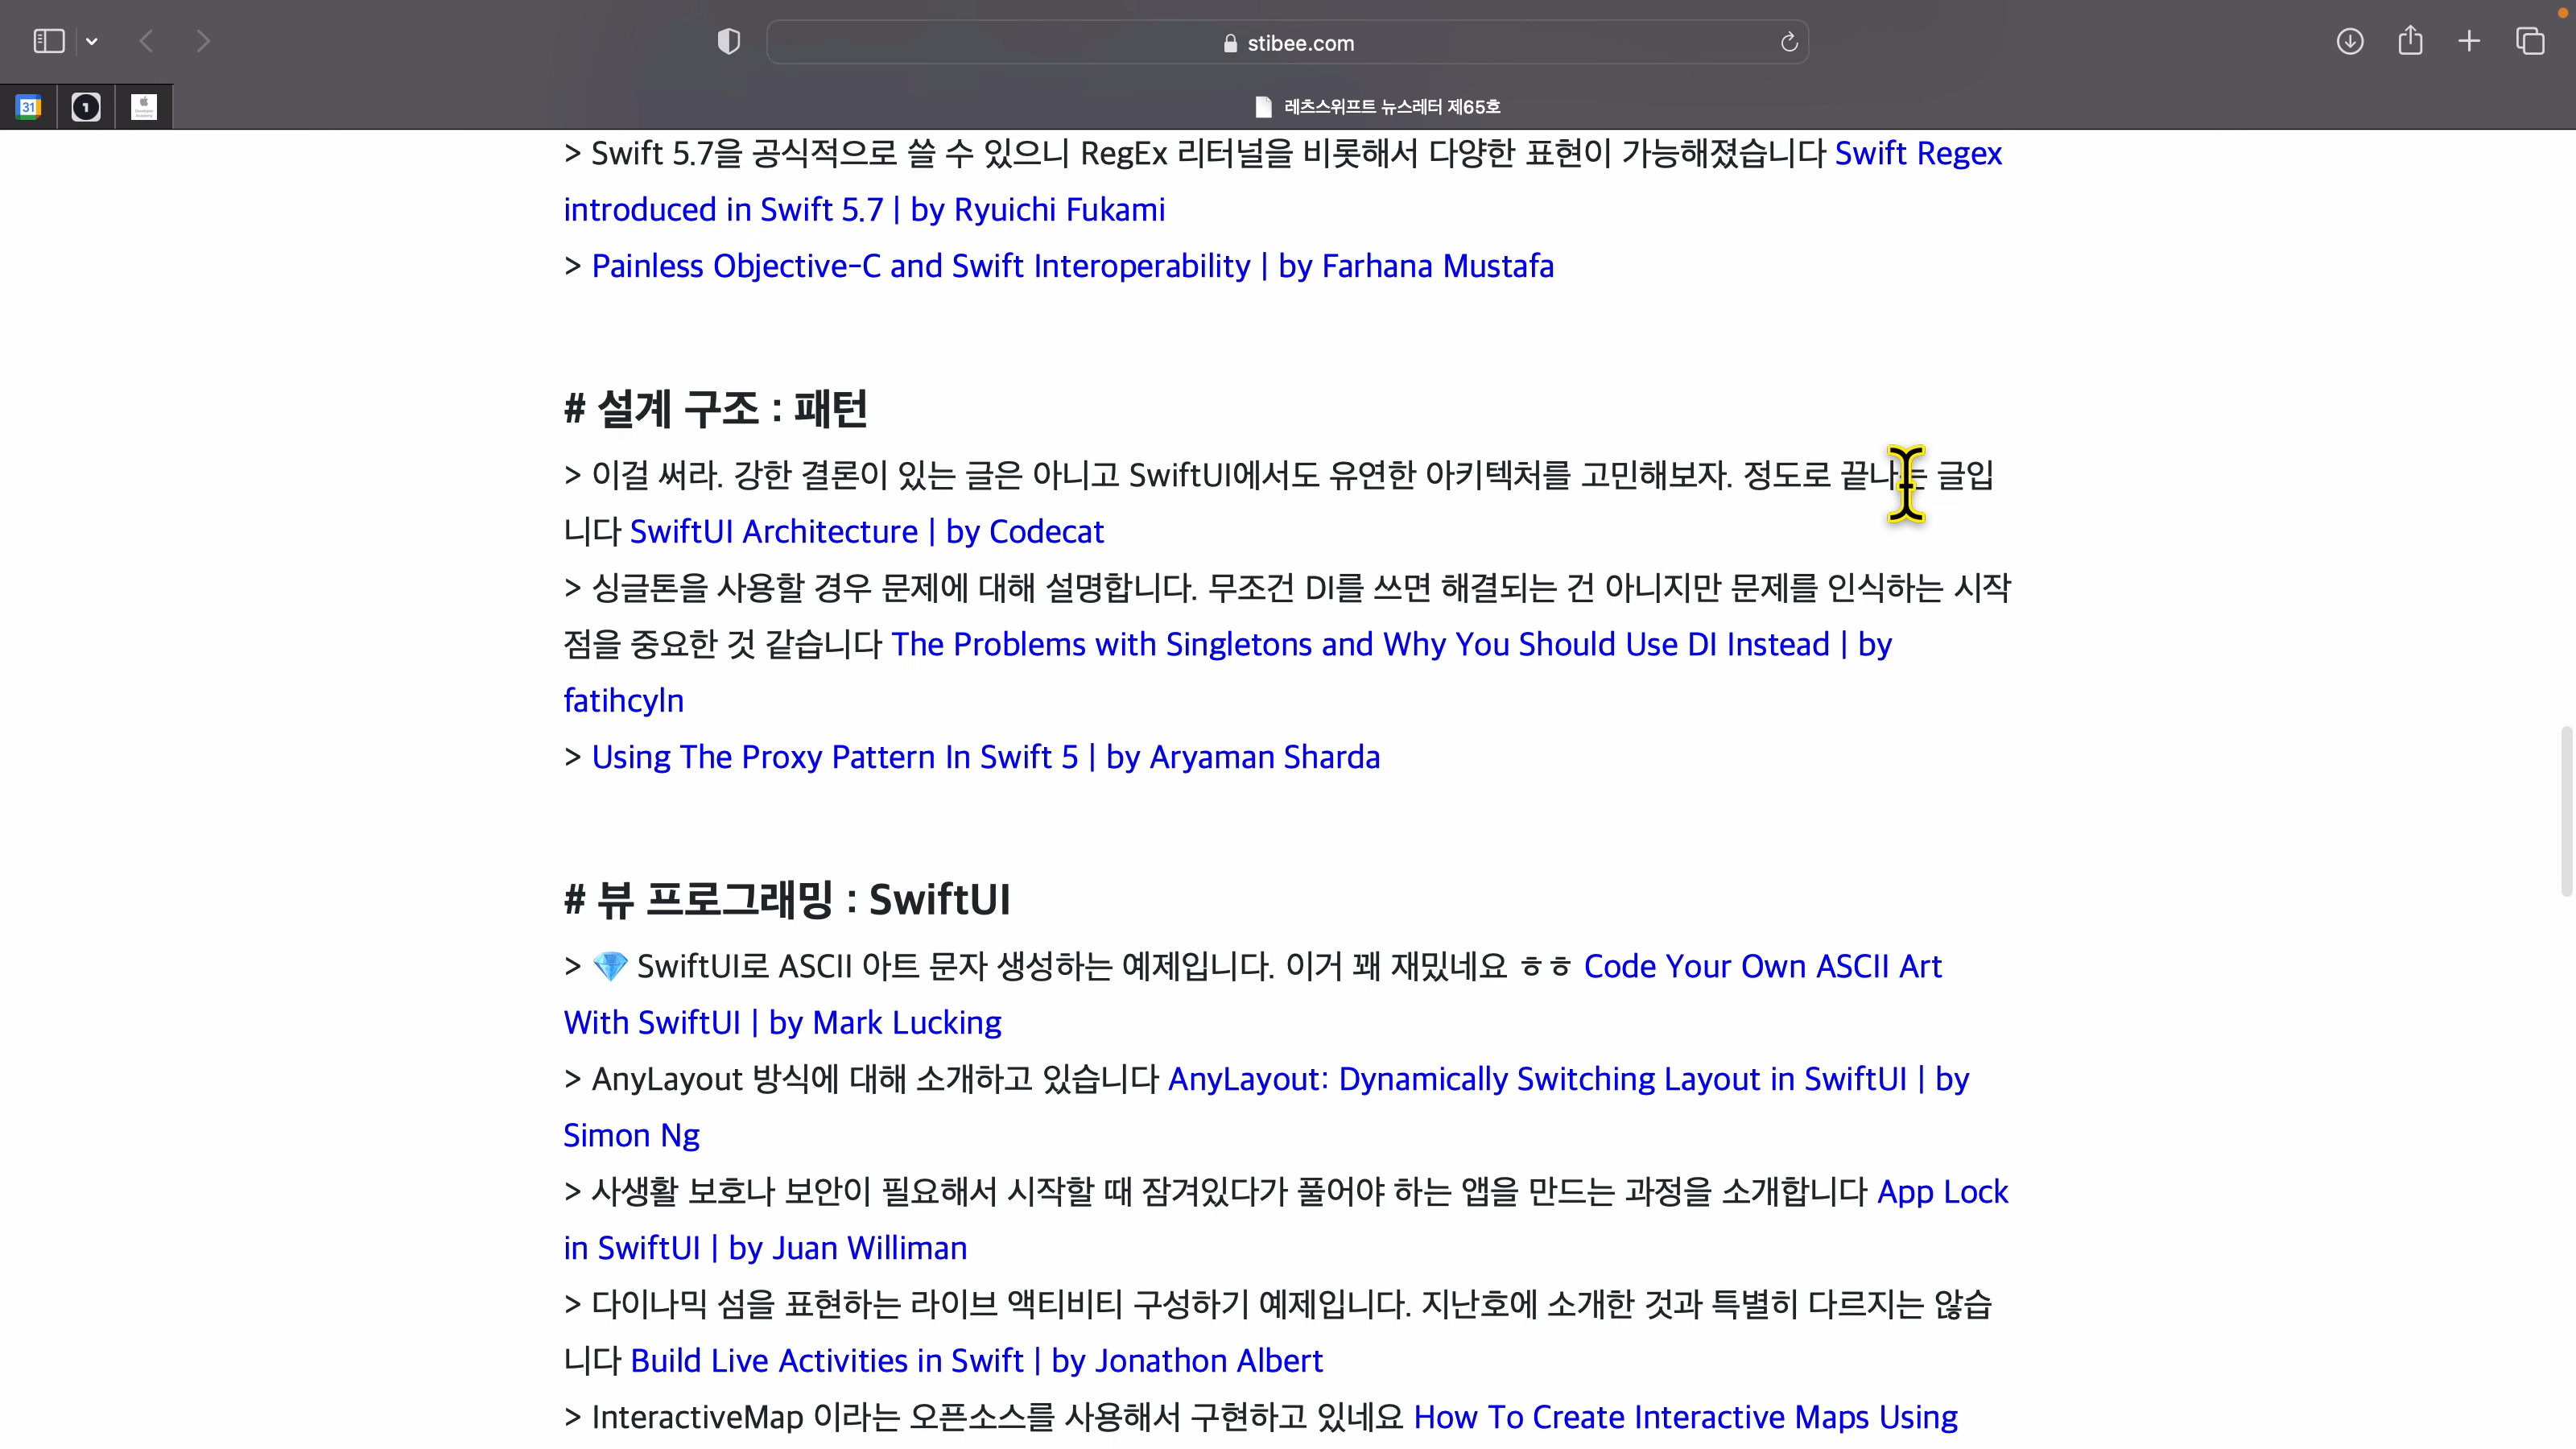 stibee.com
31
1
레츠스위프트 뉴스레터 제65호
> Swift 5.7을 공식적으로 쓸 수 있으니 RegEx 리터널을 비롯해서 다양한 표현이 가능해졌습니다 Swift Regex
introduced in Swift 5.7 | by Ryuichi Fukami
> Painless Objective-C and Swift Interoperability | by Farhana Mustafa
# 설계 구조 : 패턴
> 이걸 써라. 강한 결론이 있는 글은 아니고 SwiftUI에서도 유연한 아키텍처를 고민해보자. 정도로 끝나는 글입
니다 SwiftUI Architecture | by Codecat
> 싱글톤을 사용할 경우 문제에 대해 설명합니다. 무조건 DI를 쓰면 해결되는 건 아니지만 문제를 인식하는 시작
점을 중요한 것 같습니다 The Problems with Singletons and Why You Should Use DI Instead | by
fatihcyln
> Using The Proxy Pattern In Swift 5 | by Aryaman Sharda
# 뷰 프로그래밍 : SwiftUI
> 💎 SwiftUI로 ASCII 아트 문자 생성하는 예제입니다. 이거 꽤 재밌네요 ㅎㅎ Code Your Own ASCII Art
With SwiftUI | by Mark Lucking
> AnyLayout 방식에 대해 소개하고 있습니다 AnyLayout: Dynamically Switching Layout in SwiftUI | by
Simon Ng
> 사생활 보호나 보안이 필요해서 시작할 때 잠겨있다가 풀어야 하는 앱을 만드는 과정을 소개합니다 App Lock
in SwiftUI | by Juan Williman
> 다이나믹 섬을 표현하는 라이브 액티비티 구성하기 예제입니다. 지난호에 소개한 것과 특별히 다르지는 않습
니다 Build Live Activities in Swift | by Jonathon Albert
> InteractiveMap 이라는 오픈소스를 사용해서 구현하고 있네요 How To Create Interactive Maps Using